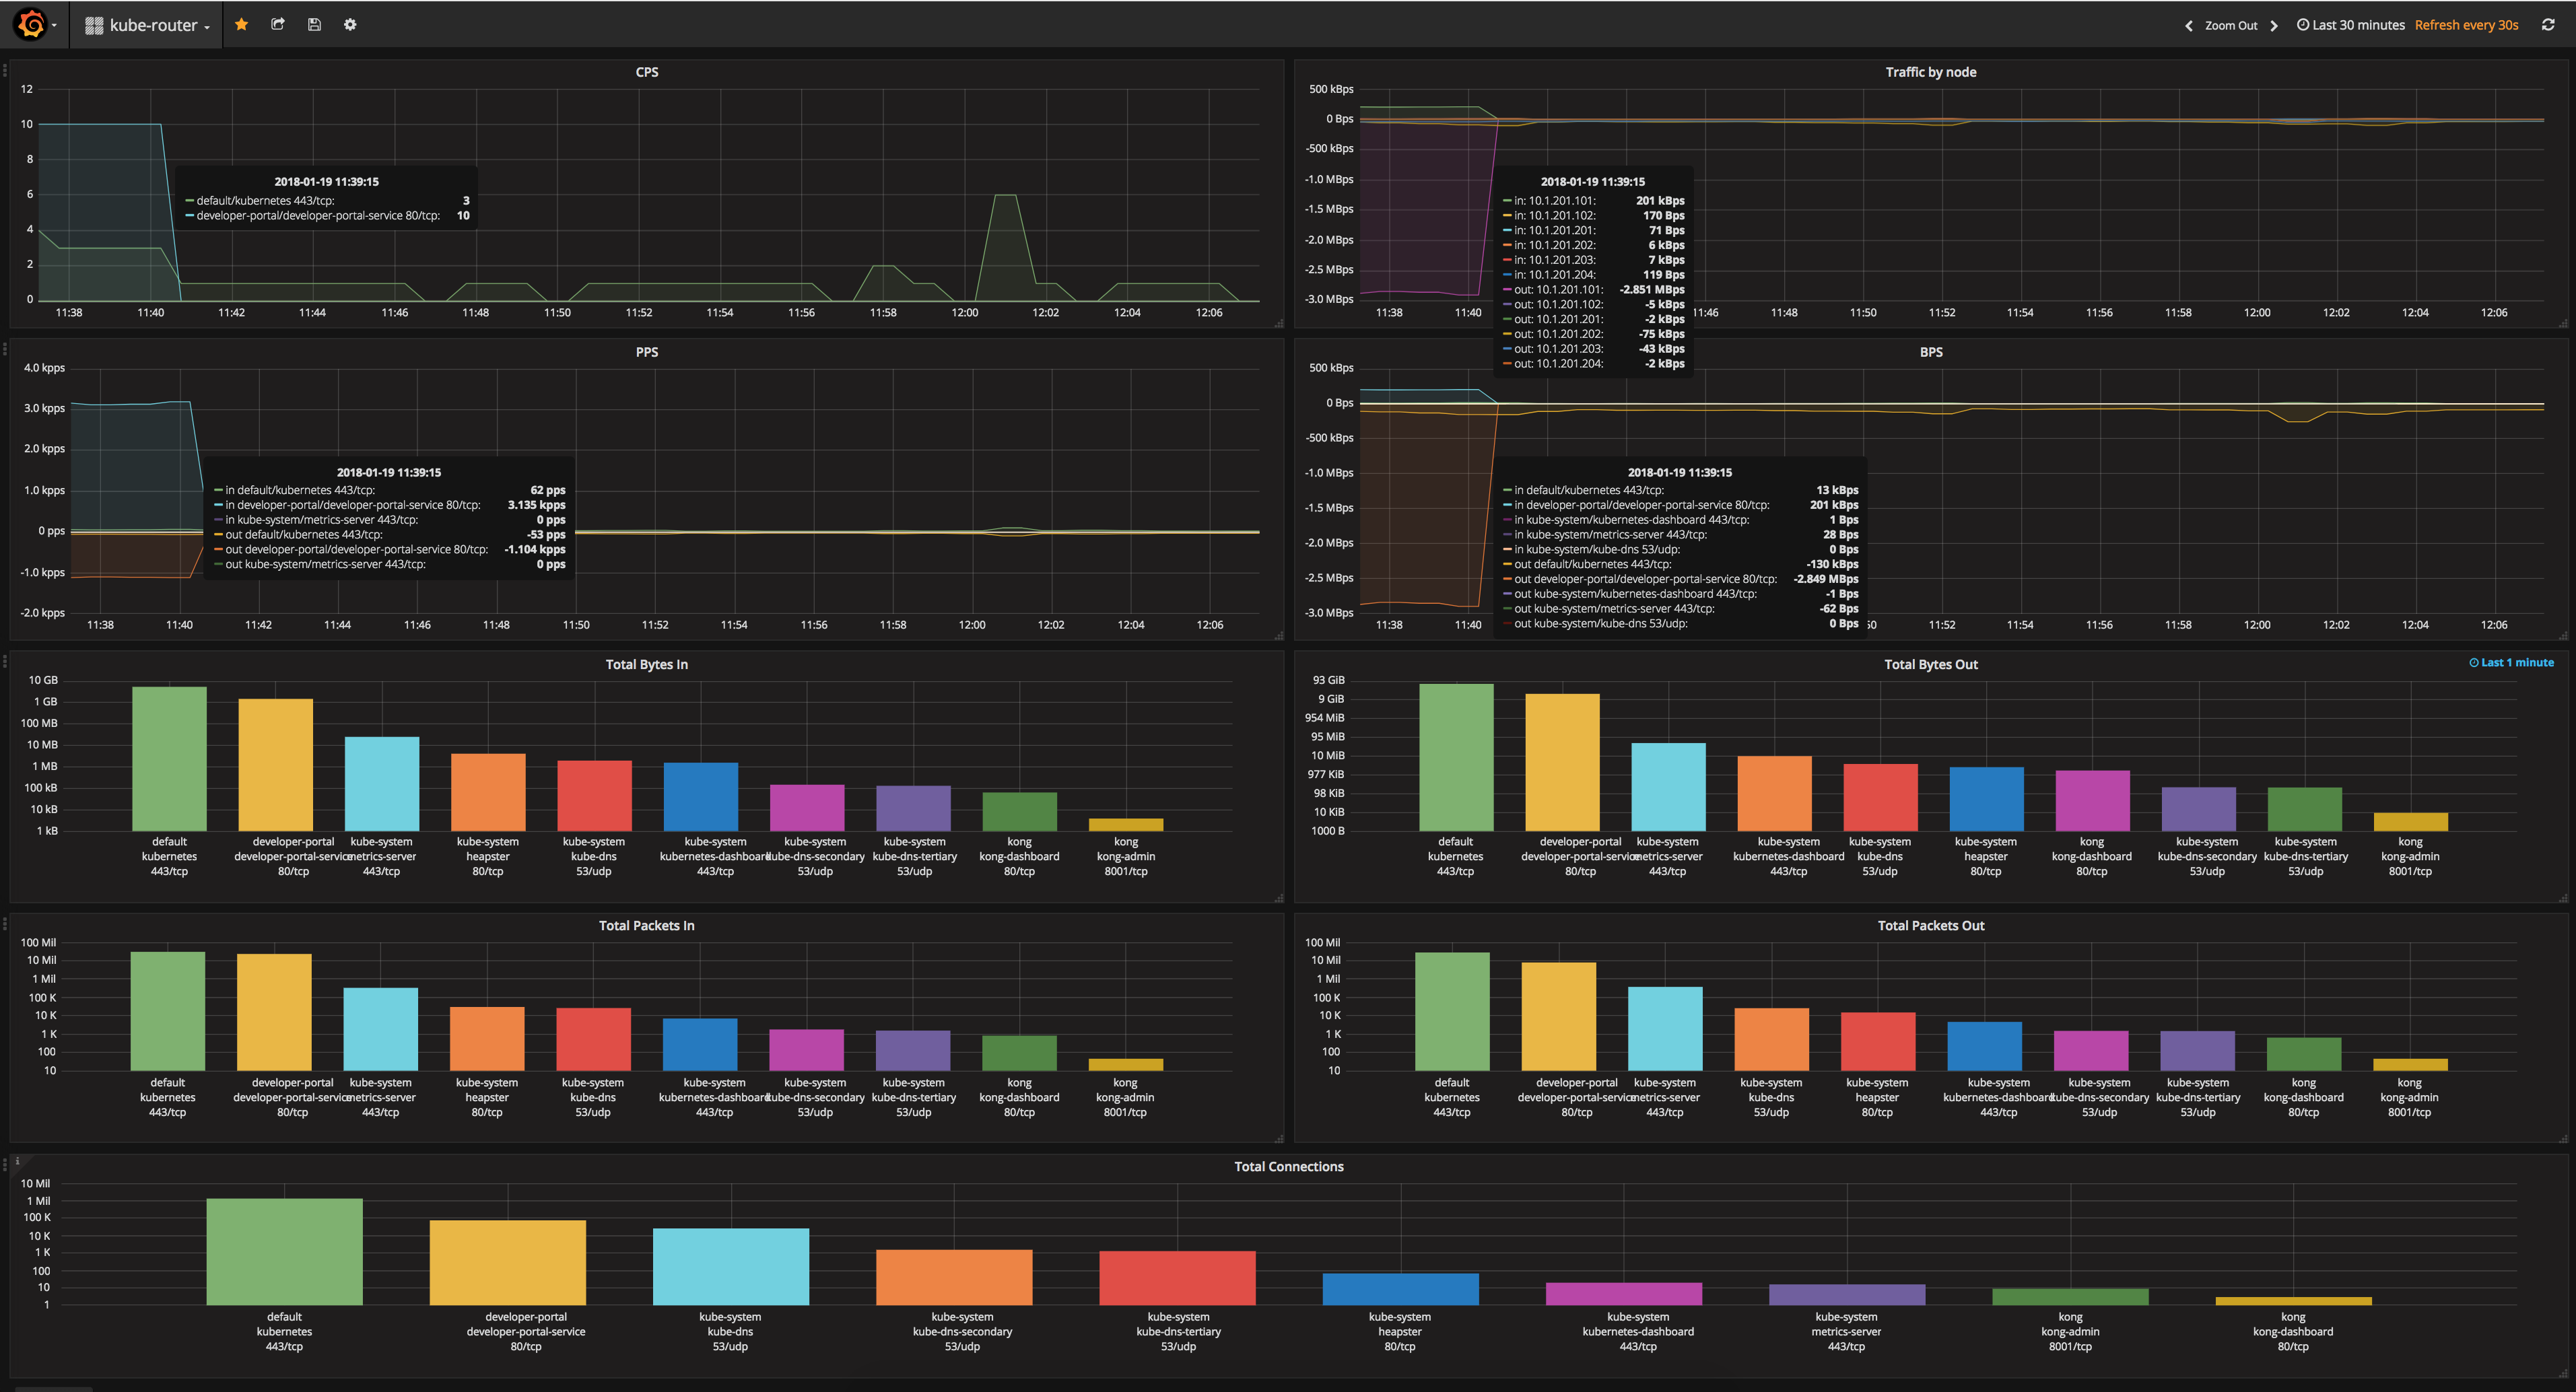 kube-router
Zoom Out
Last 30 minutes
Refresh every 30s
CPS
12
10
8
6
4
2
0
11:38 11:40 11:42 11:44 11:46 11:48 11:50 11:52 11:54 11:56 11:58 12:00 12:02 12:04 12:06
2018-01-19 11:39:15
default/kubernetes 443/tcp: 3
developer-portal/developer-portal-service 80/tcp: 10
Traffic by node
500 kBps
0 Bps
-500 kBps
-1.0 MBps
-1.5 MBps
-2.0 MBps
-2.5 MBps
-3.0 MBps
11:38 11:40 11:46 11:48 11:50 11:52 11:54 11:56 11:58 12:00 12:02 12:04 12:06
2018-01-19 11:39:15
in: 10.1.201.101: 201 kBps
in: 10.1.201.102: 170 Bps
in: 10.1.201.201: 71 Bps
in: 10.1.201.202: 6 kBps
in: 10.1.201.203: 7 kBps
in: 10.1.201.204: 119 Bps
out: 10.1.201.101: -2.851 MBps
out: 10.1.201.102: -5 kBps
out: 10.1.201.201: -2 kBps
out: 10.1.201.202: -75 kBps
out: 10.1.201.203: -43 kBps
out: 10.1.201.204: -2 kBps
PPS
4.0 kpps
3.0 kpps
2.0 kpps
1.0 kpps
0 pps
-1.0 kpps
-2.0 kpps
11:38 11:40 11:42 11:44 11:46 11:48 11:50 11:52 11:54 11:56 11:58 12:00 12:02 12:04 12:06
2018-01-19 11:39:15
in default/kubernetes 443/tcp: 62 pps
in developer-portal/developer-portal-service 80/tcp: 3.135 kpps
in kube-system/metrics-server 443/tcp: 0 pps
out default/kubernetes 443/tcp: -53 pps
out developer-portal/developer-portal-service 80/tcp: -1.104 kpps
out kube-system/metrics-server 443/tcp: 0 pps
BPS
500 kBps
0 Bps
-500 kBps
-1.0 MBps
-1.5 MBps
-2.0 MBps
-2.5 MBps
-3.0 MBps
11:38 11:40 50 11:52 11:54 11:56 11:58 12:00 12:02 12:04 12:06
2018-01-19 11:39:15
in default/kubernetes 443/tcp: 13 kBps
in developer-portal/developer-portal-service 80/tcp: 201 kBps
in kube-system/kubernetes-dashboard 443/tcp: 1 Bps
in kube-system/metrics-server 443/tcp: 28 Bps
in kube-system/kube-dns 53/udp: 0 Bps
out default/kubernetes 443/tcp: -130 kBps
out developer-portal/developer-portal-service 80/tcp: -2.849 MBps
out kube-system/kubernetes-dashboard 443/tcp: -1 Bps
out kube-system/metrics-server 443/tcp: -62 Bps
out kube-system/kube-dns 53/udp: 0 Bps
Total Bytes In
10 GB
1 GB
100 MB
10 MB
1 MB
100 kB
10 kB
1 kB
default developer-portal kube-system kube-system kube-system kube-system kube-system kube-system kong kong
kubernetes developer-portal-service metrics-server heapster kube-dns kubernetes-dashboard kube-dns-secondary kube-dns-tertiary kong-dashboard kong-admin
443/tcp 80/tcp 443/tcp 80/tcp 53/udp 443/tcp 53/udp 53/udp 80/tcp 8001/tcp
Total Bytes Out
Last 1 minute
93 GiB
9 GiB
954 MiB
95 MiB
10 MiB
977 KiB
98 KiB
10 KiB
1000 B
default developer-portal kube-system kube-system kube-system kube-system kong kube-system kube-system kong
kubernetes developer-portal-service metrics-server kubernetes-dashboard kube-dns heapster kong-dashboard kube-dns-secondary kube-dns-tertiary kong-admin
443/tcp 80/tcp 443/tcp 443/tcp 53/udp 80/tcp 80/tcp 53/udp 53/udp 8001/tcp
Total Packets In
100 Mil
10 Mil
1 Mil
100 K
10 K
1 K
100
10
default developer-portal kube-system kube-system kube-system kube-system kube-system kube-system kong kong
kubernetes developer-portal-service metrics-server heapster kube-dns kubernetes-dashboard kube-dns-secondary kube-dns-tertiary kong-dashboard kong-admin
443/tcp 80/tcp 443/tcp 80/tcp 53/udp 443/tcp 53/udp 53/udp 80/tcp 8001/tcp
Total Packets Out
100 Mil
10 Mil
1 Mil
100 K
10 K
1 K
100
10
default developer-portal kube-system kube-system kube-system kube-system kube-system kube-system kong kong
kubernetes developer-portal-service metrics-server kube-dns heapster kubernetes-dashboard kube-dns-secondary kube-dns-tertiary kong-dashboard kong-admin
443/tcp 80/tcp 443/tcp 53/udp 80/tcp 443/tcp 53/udp 53/udp 80/tcp 8001/tcp
i
Total Connections
10 Mil
1 Mil
100 K
10 K
1 K
100
10
1
default developer-portal kube-system kube-system kube-system kube-system kube-system kube-system kong kong
kubernetes developer-portal-service kube-dns kube-dns-secondary kube-dns-tertiary heapster kubernetes-dashboard metrics-server kong-admin kong-dashboard
443/tcp 80/tcp 53/udp 53/udp 53/udp 80/tcp 443/tcp 443/tcp 8001/tcp 80/tcp